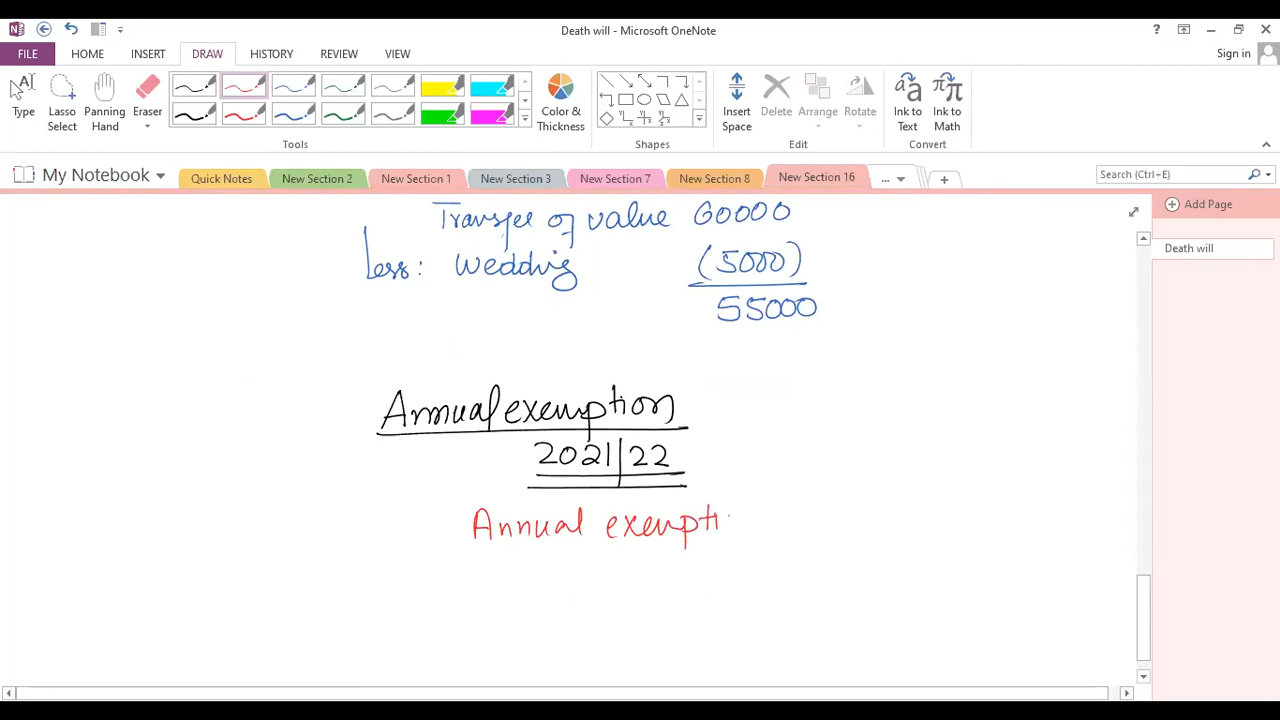 Death will - Microsoft OneNote
FILE HOME INSERT DRAW HISTORY REVIEW VIEW Sign in
Type Lasso Select Panning Hand Eraser Color & Thickness Insert Space Delete Arrange Rotate Ink to Text Ink to Math
Tools Shapes Edit Convert
My Notebook Quick Notes New Section 2 New Section 1 New Section 3 New Section 7 New Section 8 New Section 16 ... Search (Ctrl+E)
Add Page
Death will
Transfer of value 60000
Less: Wedding (5000)
55000
Annual exemption
2021/22
Annual exempti